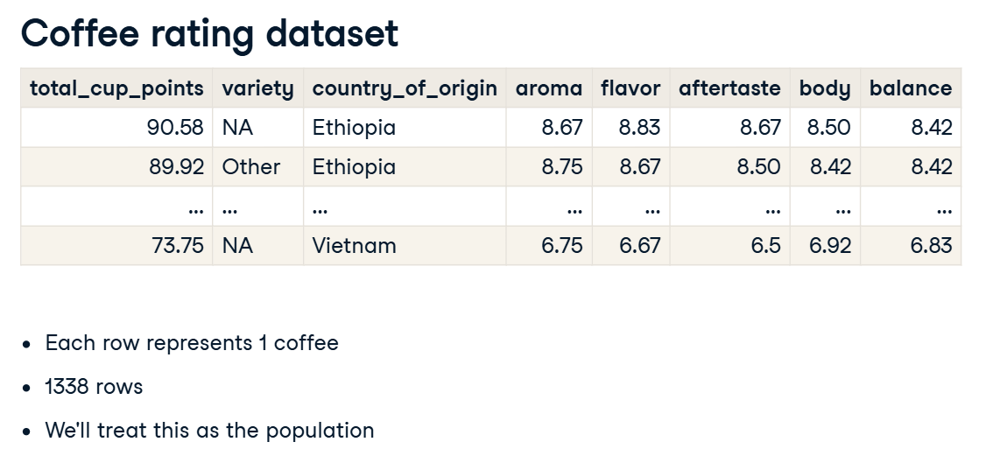 Coffee rating dataset
total_cup_points variety country_of_origin aroma flavor aftertaste body balance
90.58 NA Ethiopia 8.67 8.83 8.67 8.50 8.42
89.92 Other Ethiopia 8.75 8.67 8.50 8.42 8.42
... ... ... ... ... ... ... ...
73.75 NA Vietnam 6.75 6.67 6.5 6.92 6.83
• Each row represents 1 coffee
• 1338 rows
• We'll treat this as the population